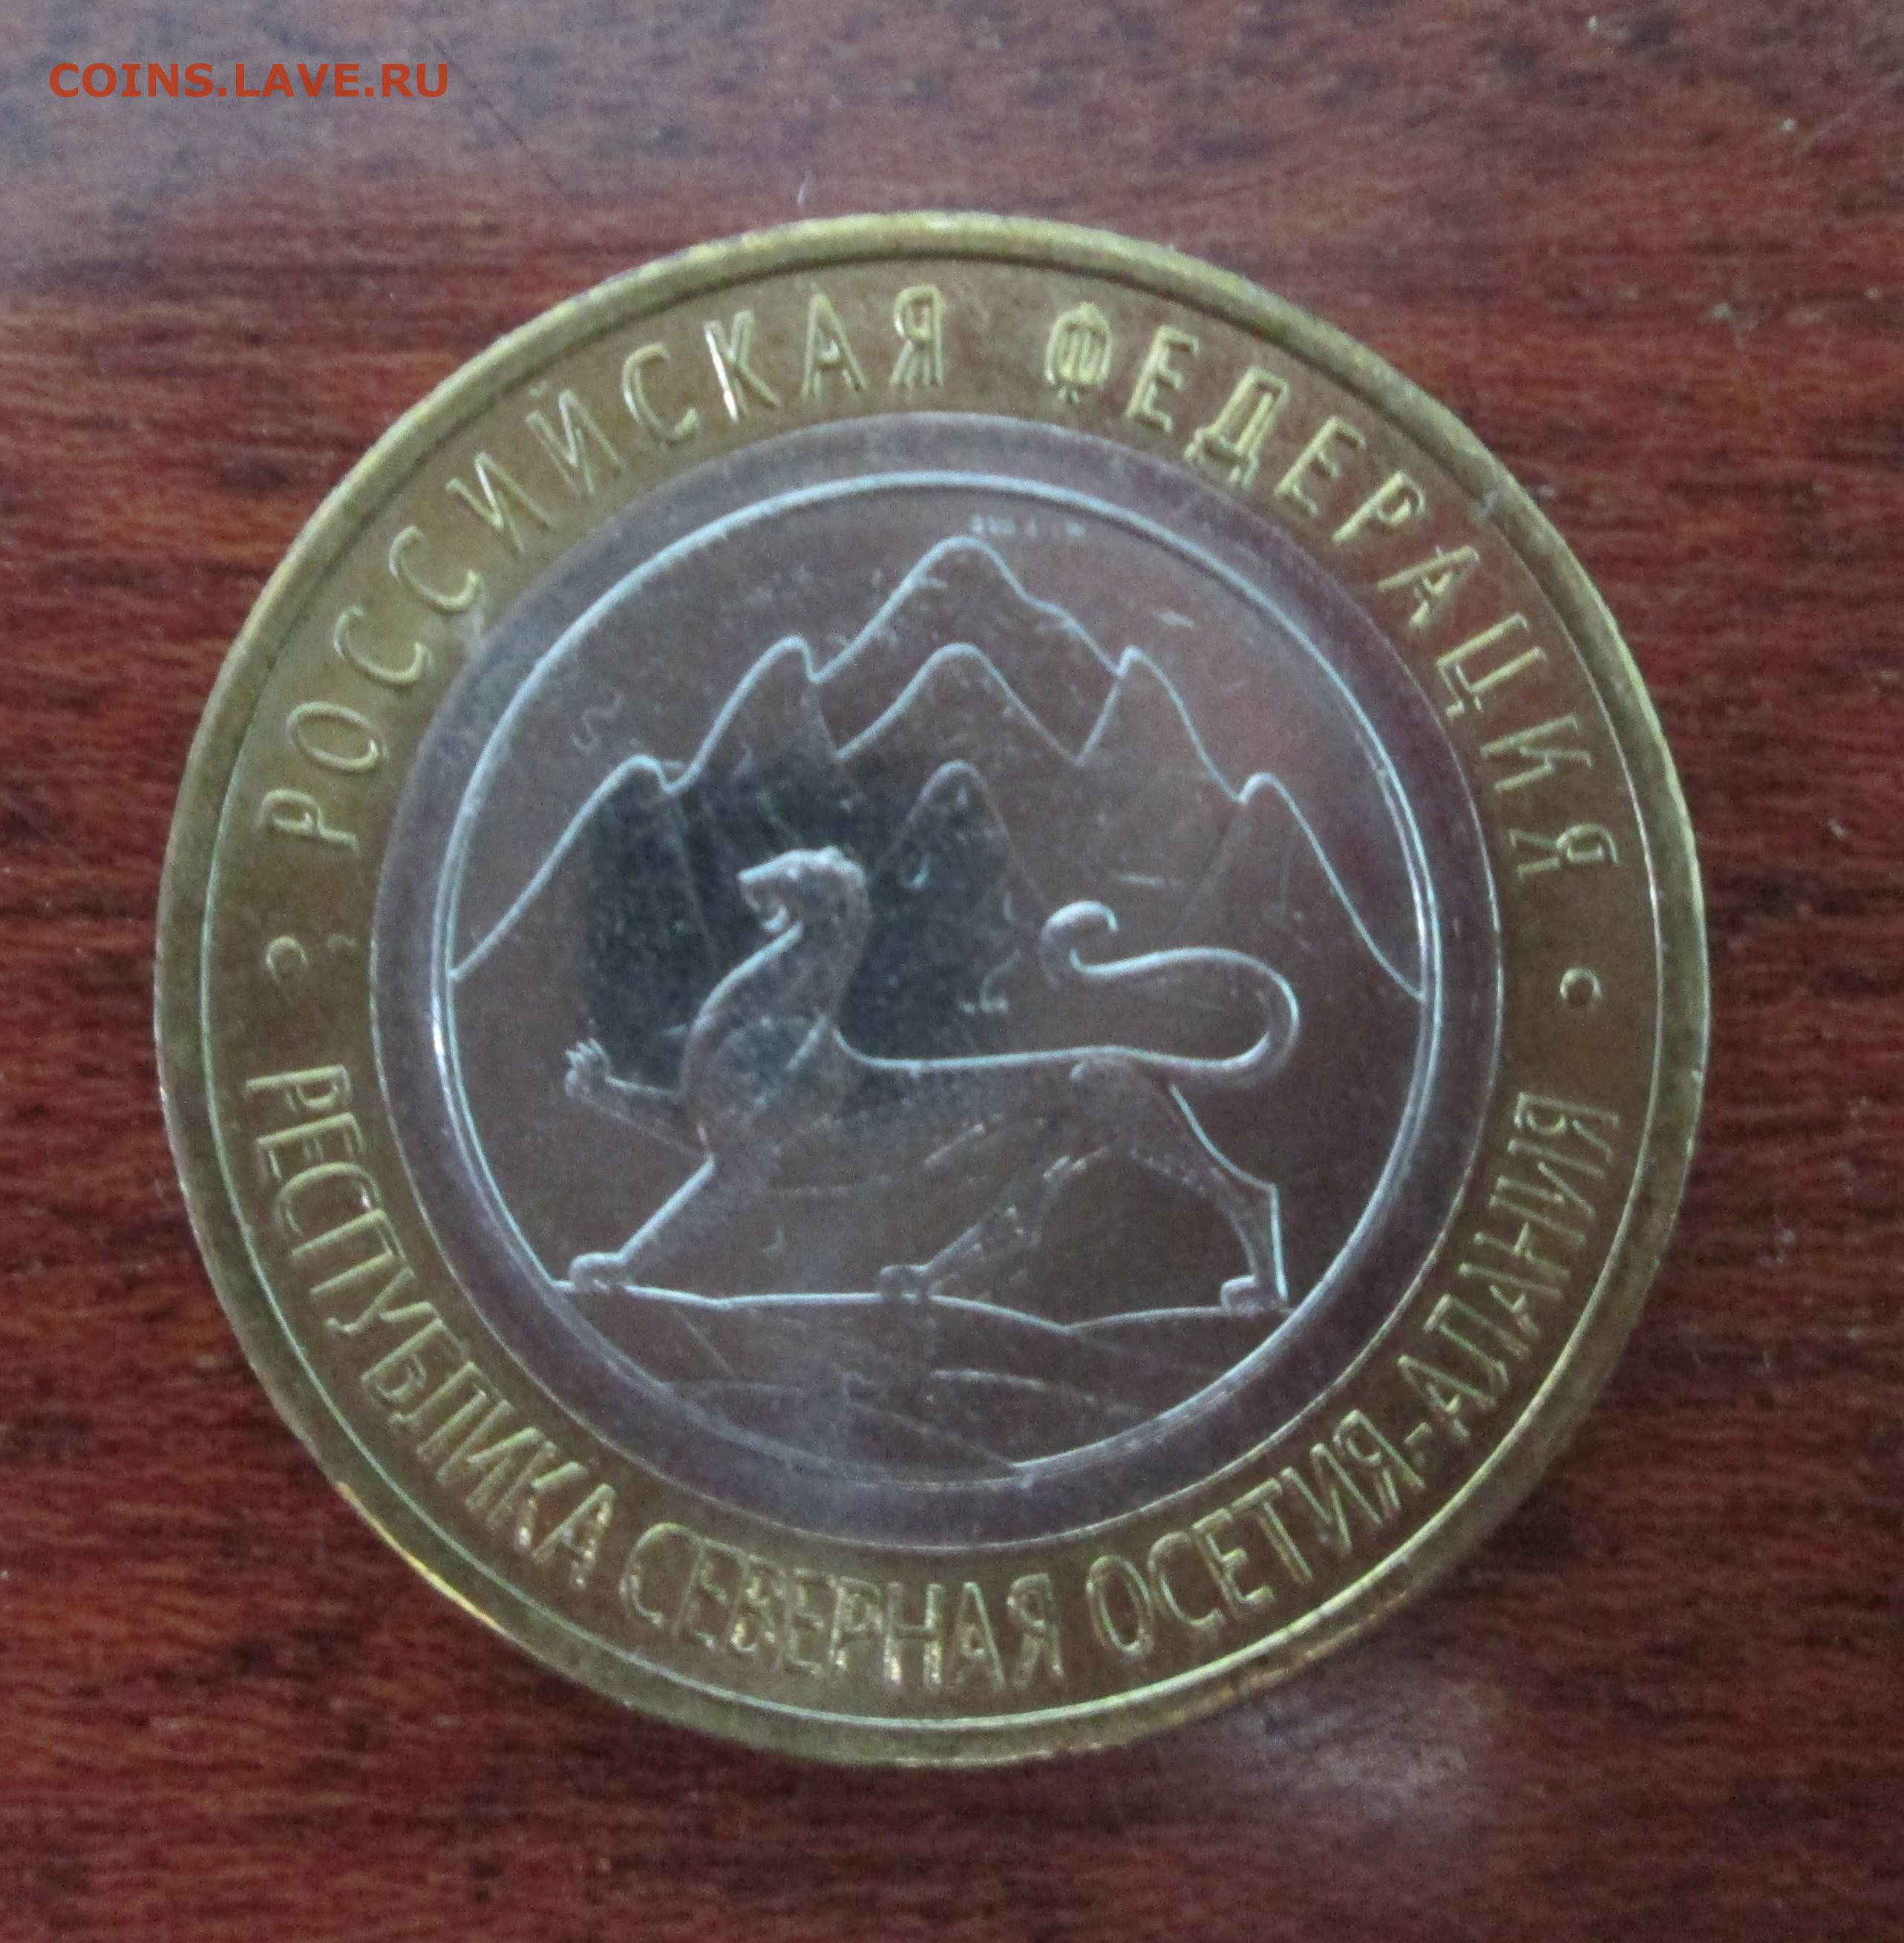 COINS.LAVE.RU
РОССИЙСКАЯ ФЕДЕРАЦИЯ
РЕСПУБЛИКА СЕВЕРНАЯ ОСЕТИЯ-АЛАНИЯ